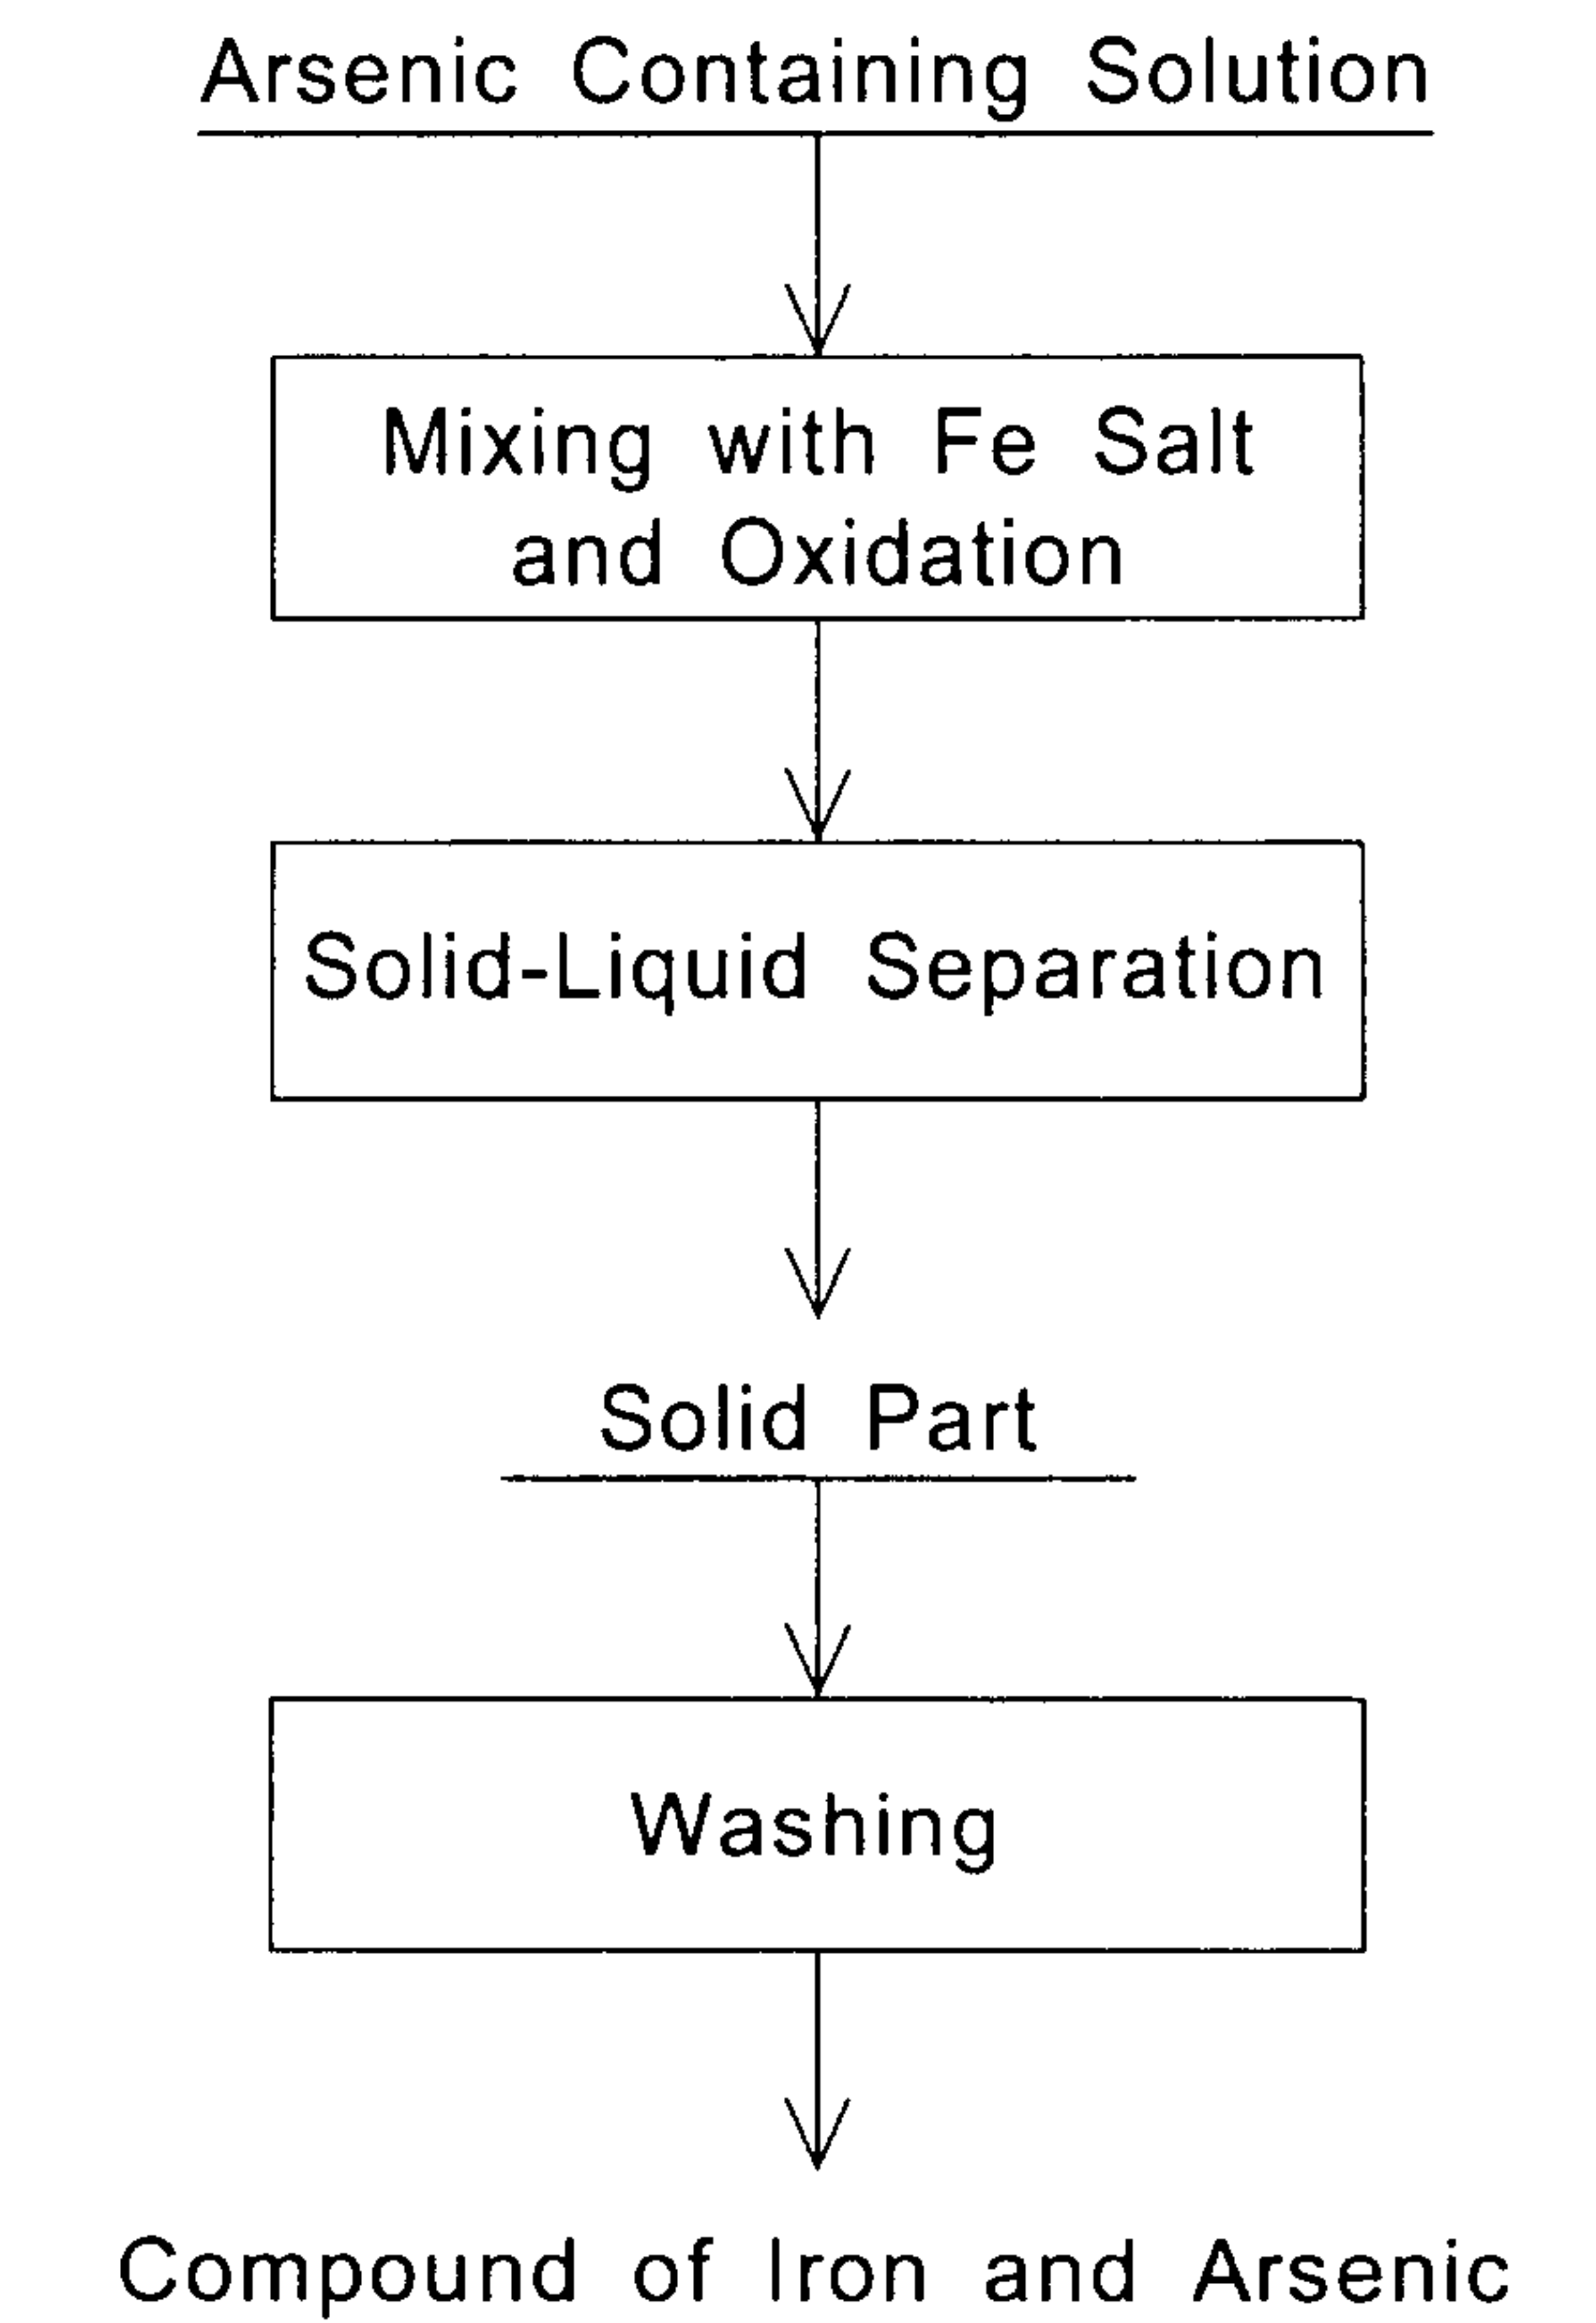 Arsenic Containing Solution
Mixing with Fe Salt
and Oxidation
Solid-Liquid Separation
Solid Part
Washing
Compound of Iron and Arsenic